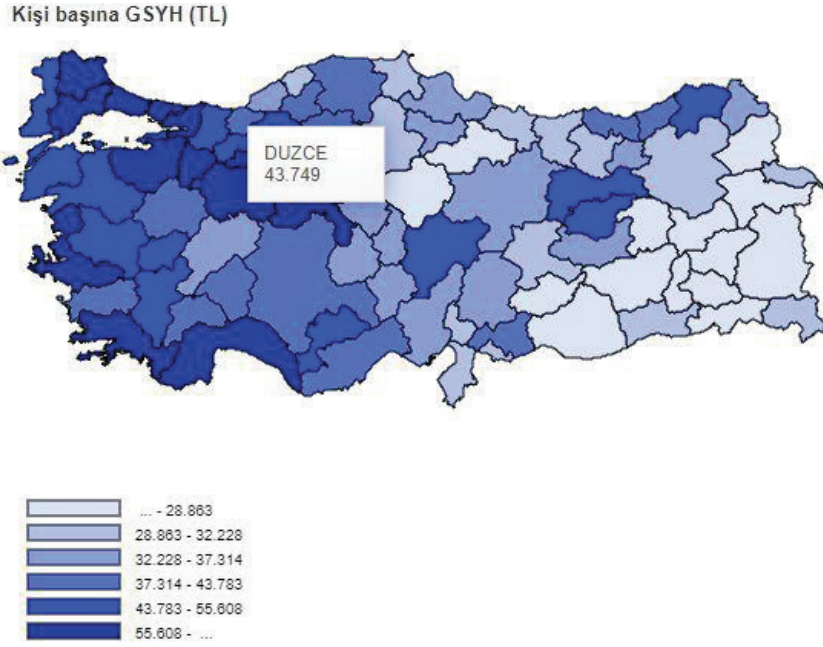 Kişi başına GSYH (TL)
DUZCE
43.749
... - 28.863
28.863 - 32.228
32.228 - 37.314
37.314 - 43.783
43.783 - 55.608
55.608 - ...